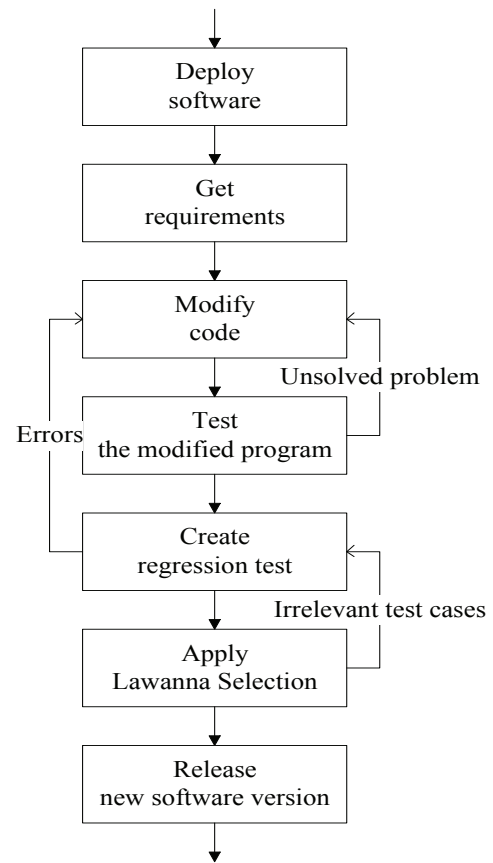 Deploy
software
Get
requirements
Modify
code
Unsolved problem
Test
the modified program
Errors
Create
regression test
Irrelevant test cases
Apply
Lawanna Selection
Release
new software version